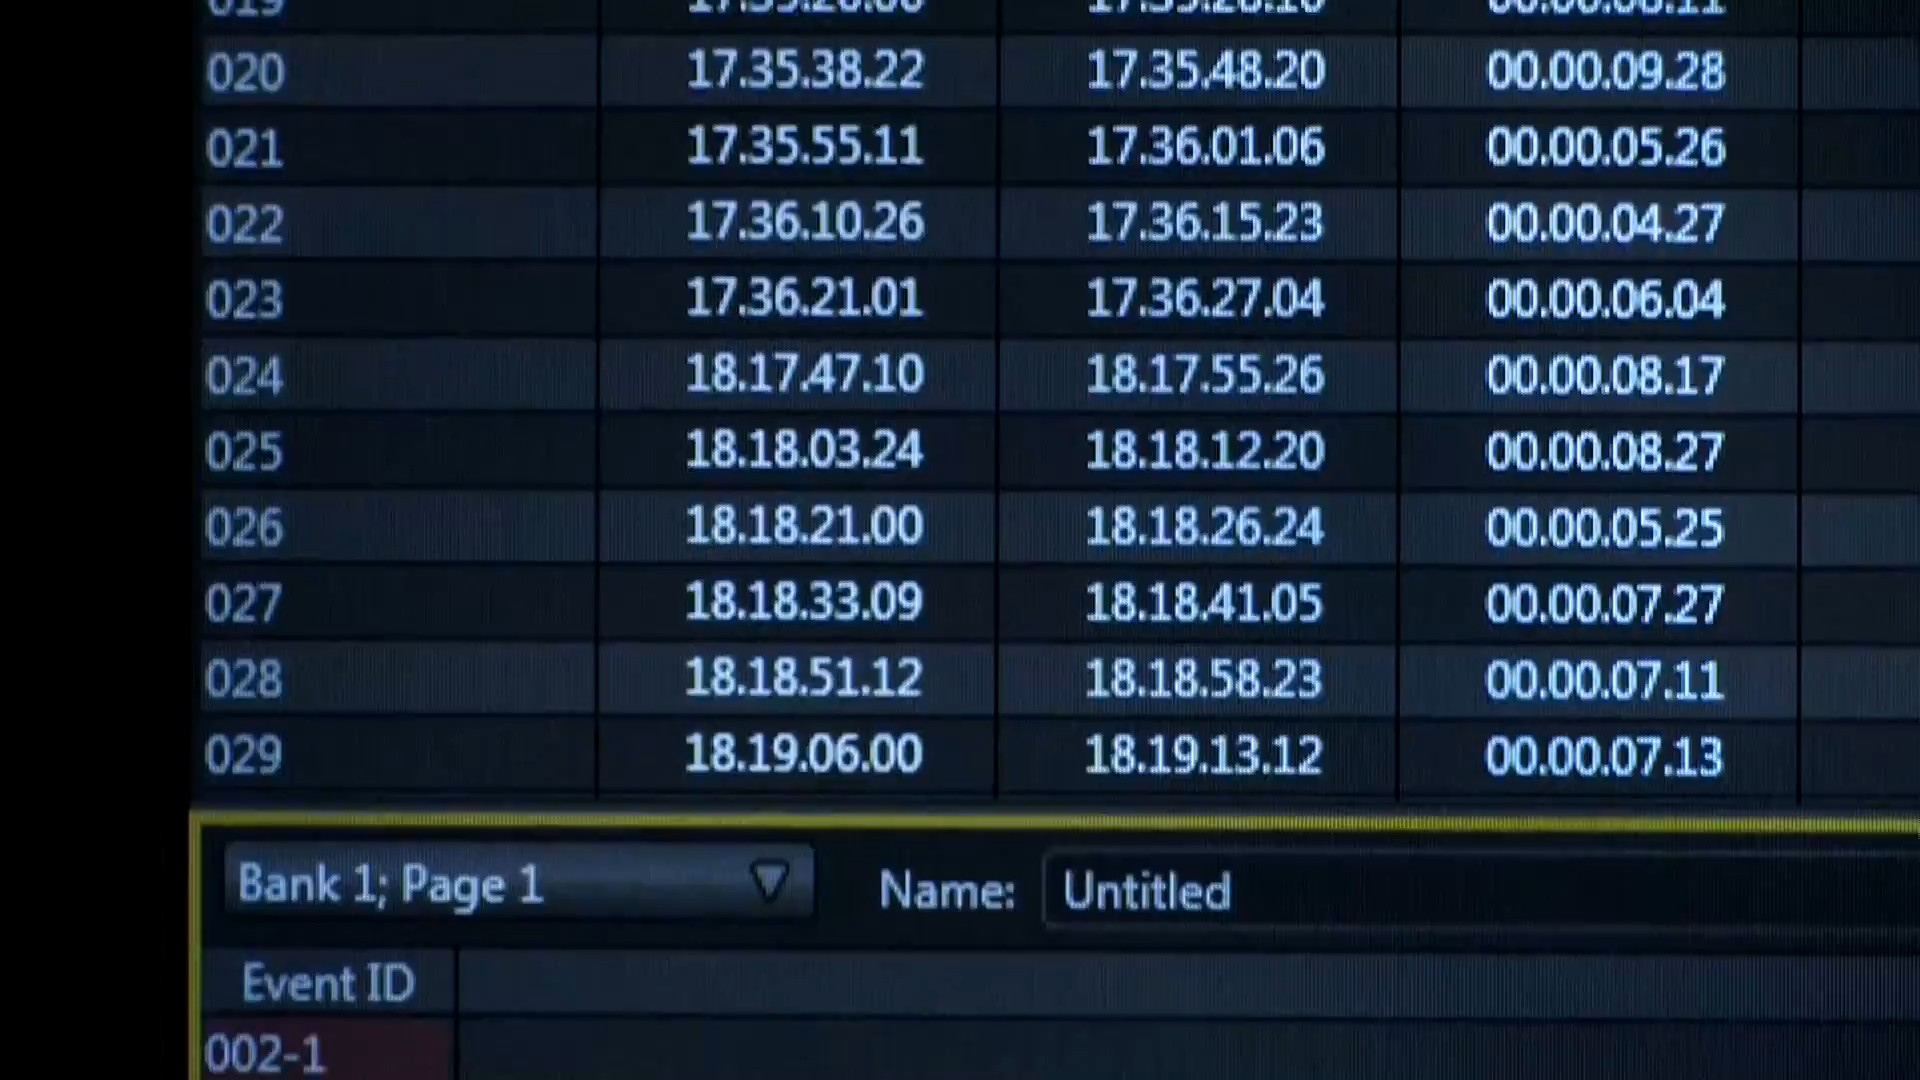 020 17.35.38.22 17.35.48.20 00.00.09.28
021 17.35.55.11 17.36.01.06 00.00.05.26
022 17.36.10.26 17.36.15.23 00.00.04.27
023 17.36.21.01 17.36.27.04 00.00.06.04
024 18.17.47.10 18.17.55.26 00.00.08.17
025 18.18.03.24 18.18.12.20 00.00.08.27
026 18.18.21.00 18.18.26.24 00.00.05.25
027 18.18.33.09 18.18.41.05 00.00.07.27
028 18.18.51.12 18.18.58.23 00.00.07.11
029 18.19.06.00 18.19.13.12 00.00.07.13
Bank 1; Page 1 Name: Untitled
Event ID
002-1